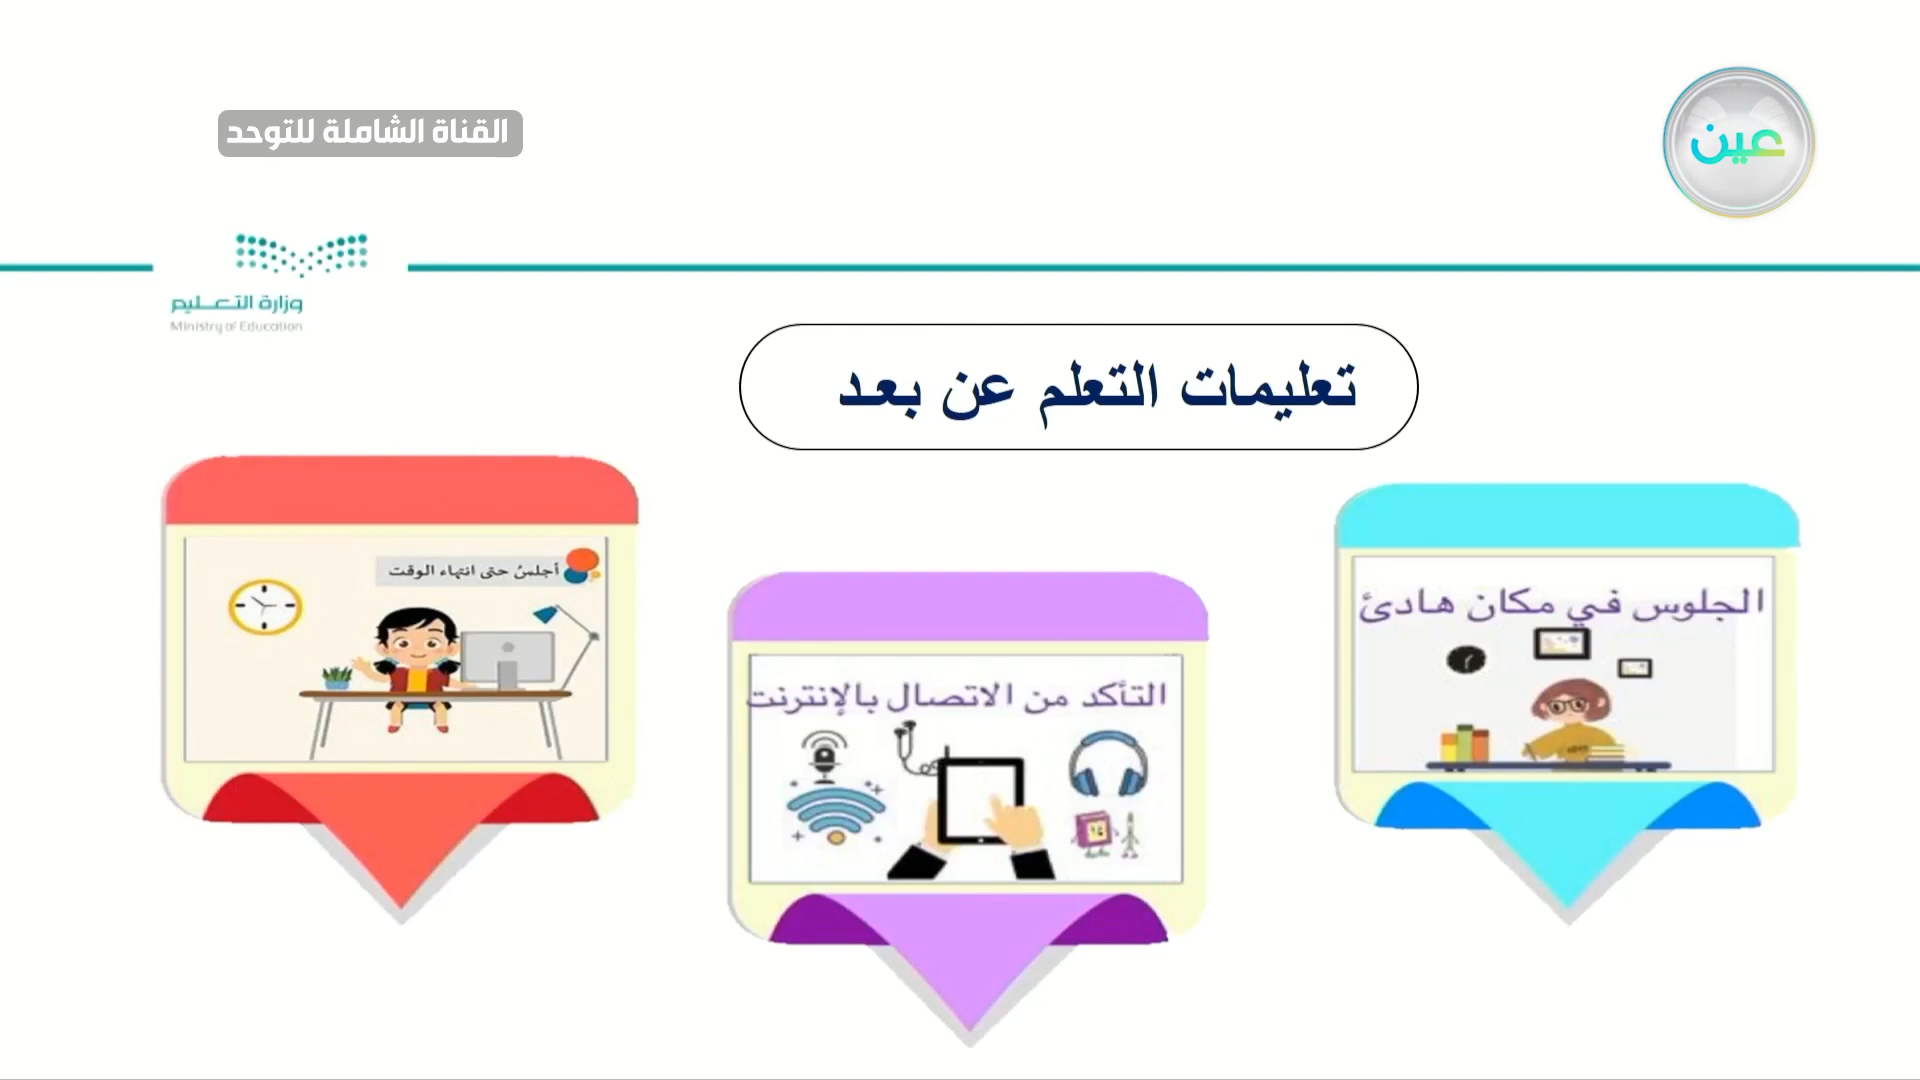 القناة الشاملة للتوحد
عين
وزارة التعليم
Ministry of Education
تعليمات التعلم عن بعد
الجلوس في مكان هادئ
التأكد من الاتصال بالإنترنت
أجلسُ حتى انتهاء الوقت